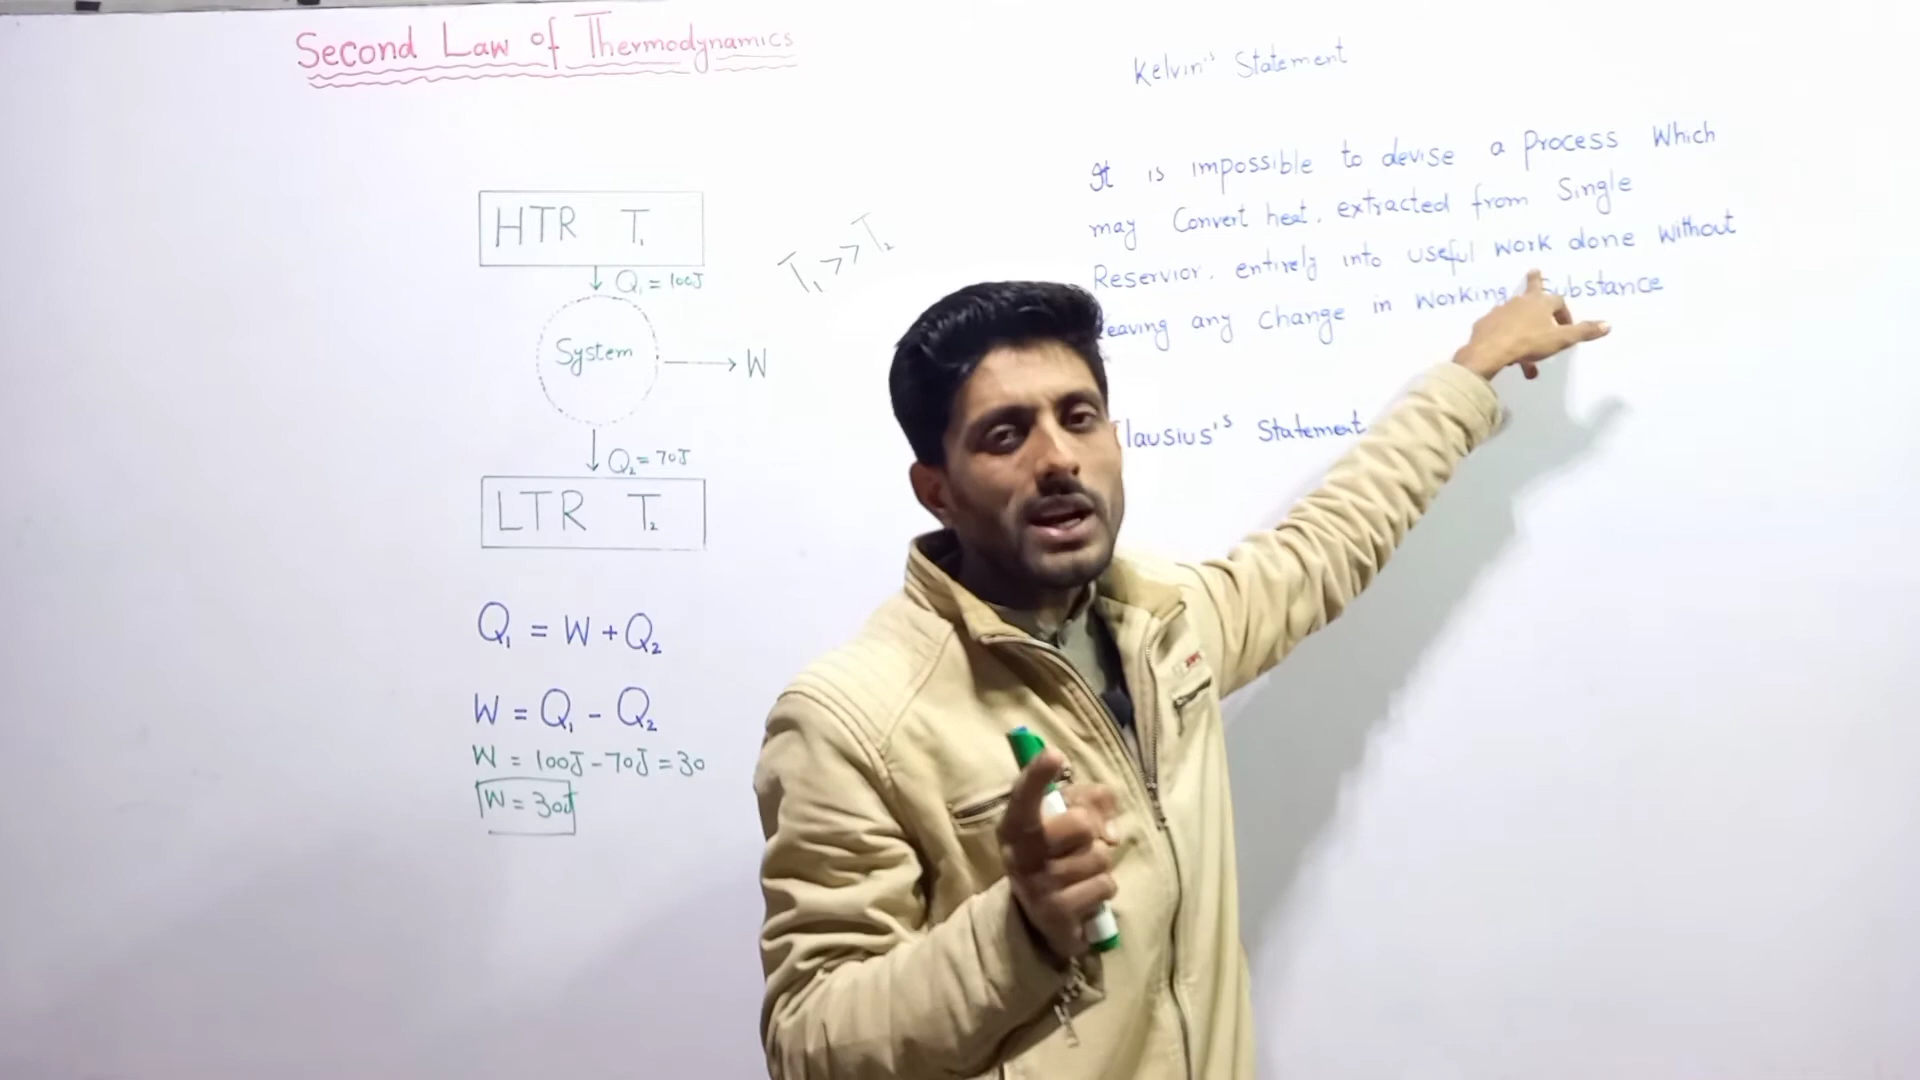 Second Law of Thermodynamics
HTR T₁
Q₁ = 100J
System
W
Q₂ = 70J
LTR T₂
T₁ >> T₂
Q₁ = W + Q₂
W = Q₁ - Q₂
W = 100J - 70J = 30
W = 30J
Kelvin's Statement
It is impossible to devise a Process Which
may Convert heat, extracted from Single
Reservior, entirely into useful work done without
leaving any change in working Substance
Clausius's Statement